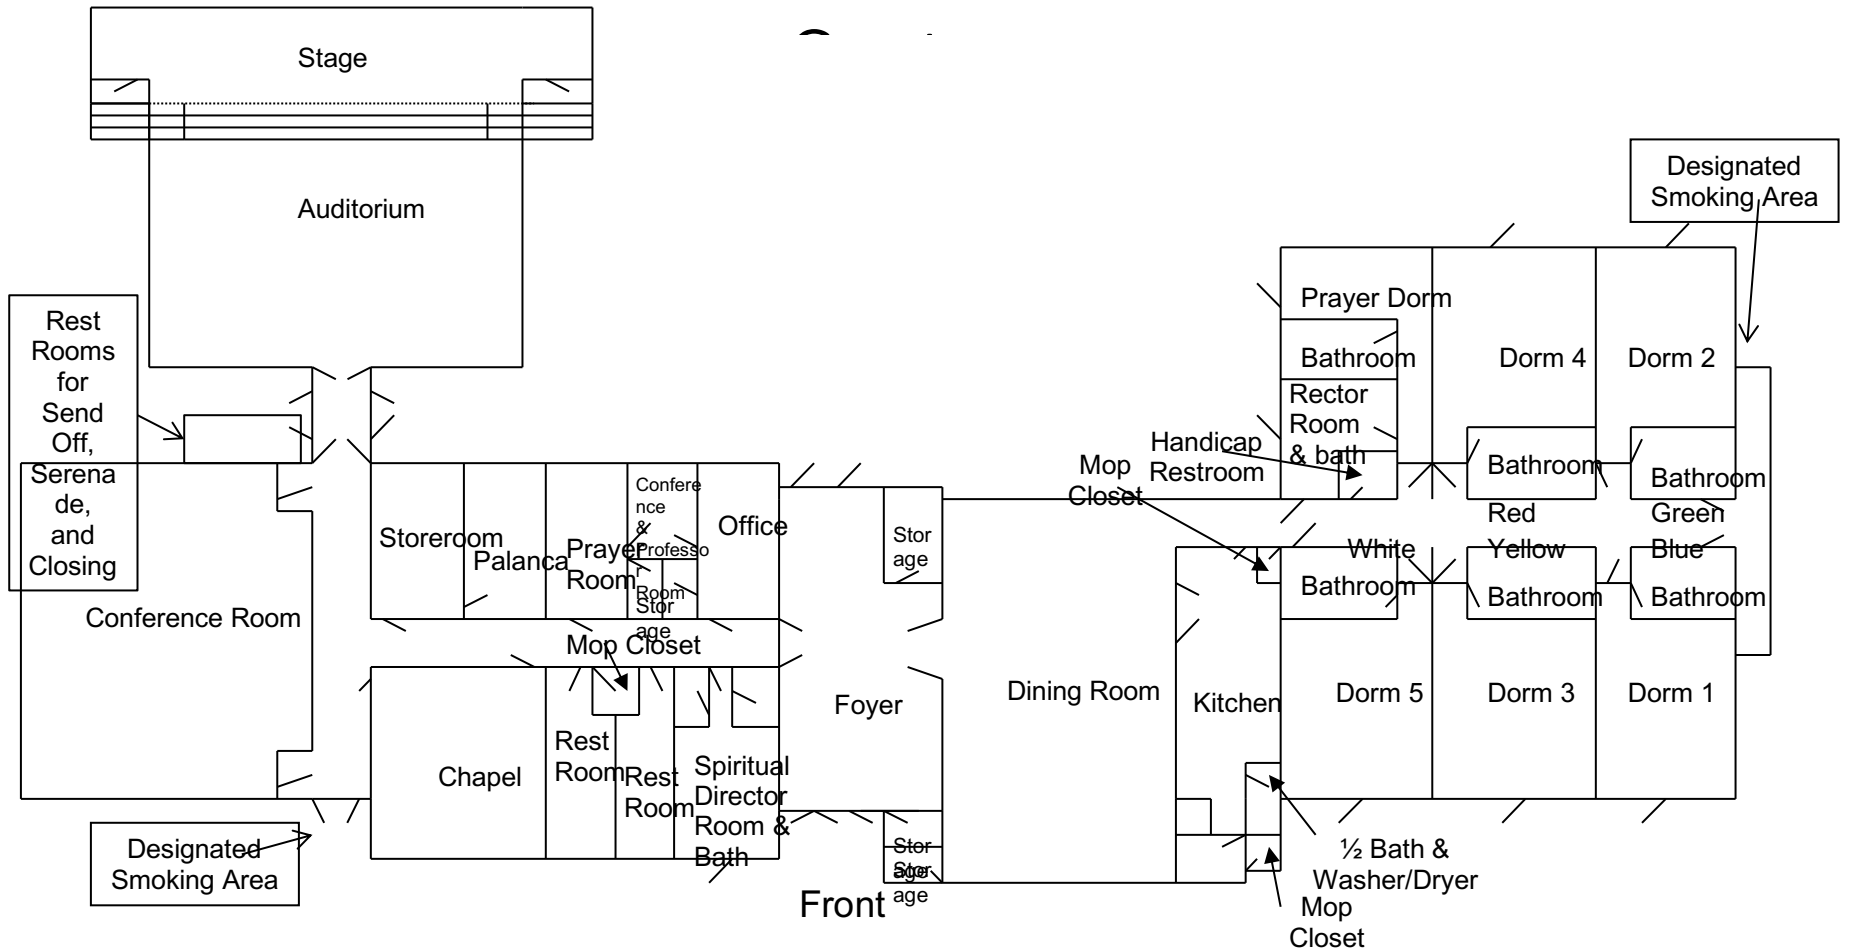 Stage
Auditorium
Designated
Smoking Area
Rest
Rooms
for
Send
Off,
Serena
de,
and
Closing
Prayer Dorm
Bathroom
Dorm 4
Dorm 2
Rector
Room
& bath
Handicap
Restroom
Mop
Closet
Bathroom
Bathroom
Red
Green
White
Yellow
Blue
Bathroom
Bathroom
Bathroom
Storeroom
Palanca
Prayer
Room
Confere
nce
&
Professo
r
Room
Stor
age
Office
Stor
age
Conference Room
Mop Closet
Foyer
Dining Room
Kitchen
Dorm 5
Dorm 3
Dorm 1
Chapel
Rest
Room
Rest
Room
Spiritual
Director
Room &
Bath
Designated
Smoking Area
Stor
age
Stor
age
Front
½ Bath &
Washer/Dryer
Mop
Closet